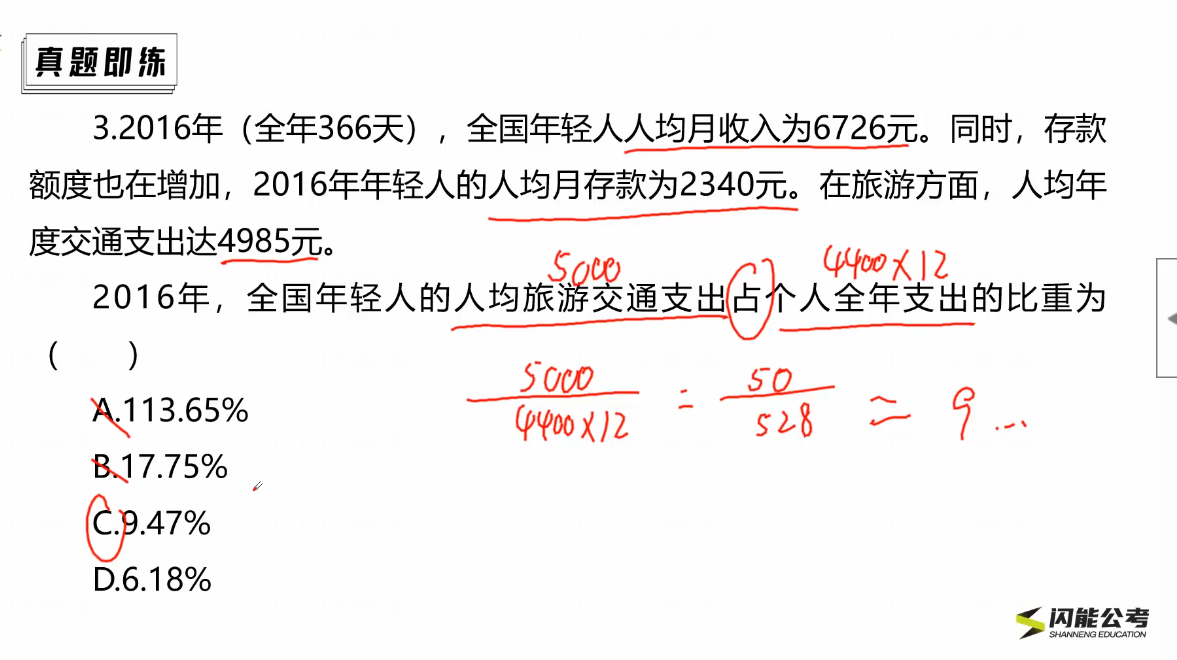 真题即练
3.2016年（全年366天），全国年轻人人均月收入为6726元。同时，存款
额度也在增加，2016年年轻人的人均月存款为2340元。在旅游方面，人均年
度交通支出达4985元。
5000
4400×12
2016年，全国年轻人的人均旅游交通支出占个人全年支出的比重为
（ ）
5000
4400×12
=
50
528
≈ 9...
A.113.65%
B.17.75%
C.9.47%
D.6.18%
闪能公考
SHANNENG EDUCATION